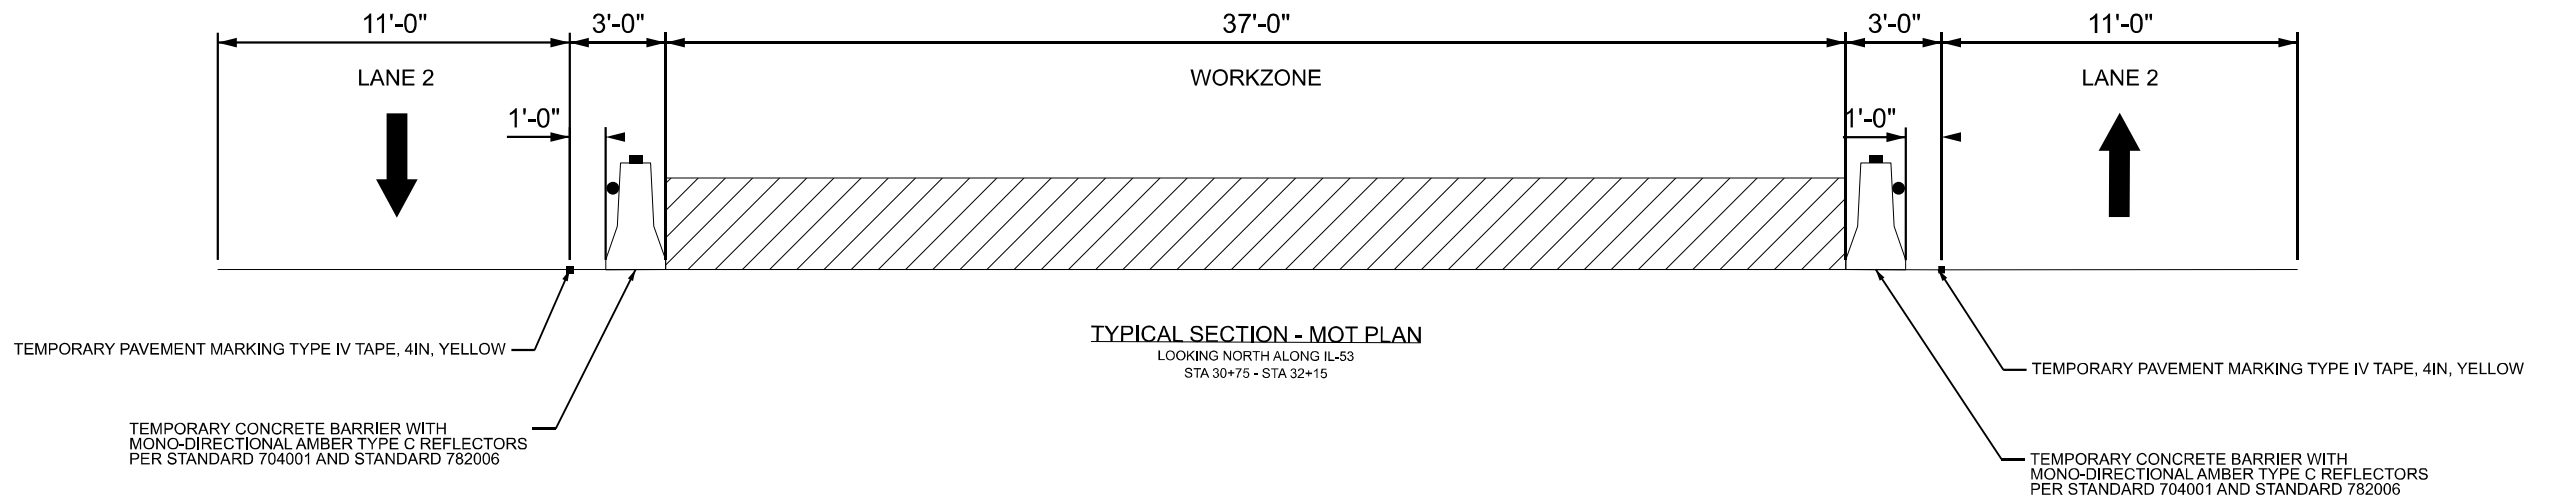 11'-0"
3'-0"
37'-0"
3'-0"
11'-0"
LANE 2
WORKZONE
LANE 2
1'-0"
1'-0"
TYPICAL SECTION - MOT PLAN
LOOKING NORTH ALONG IL-53
STA 30+75 - STA 32+15
TEMPORARY PAVEMENT MARKING TYPE IV TAPE, 4IN, YELLOW
TEMPORARY PAVEMENT MARKING TYPE IV TAPE, 4IN, YELLOW
TEMPORARY CONCRETE BARRIER WITH
MONO-DIRECTIONAL AMBER TYPE C REFLECTORS
PER STANDARD 704001 AND STANDARD 782006
TEMPORARY CONCRETE BARRIER WITH
MONO-DIRECTIONAL AMBER TYPE C REFLECTORS
PER STANDARD 704001 AND STANDARD 782006